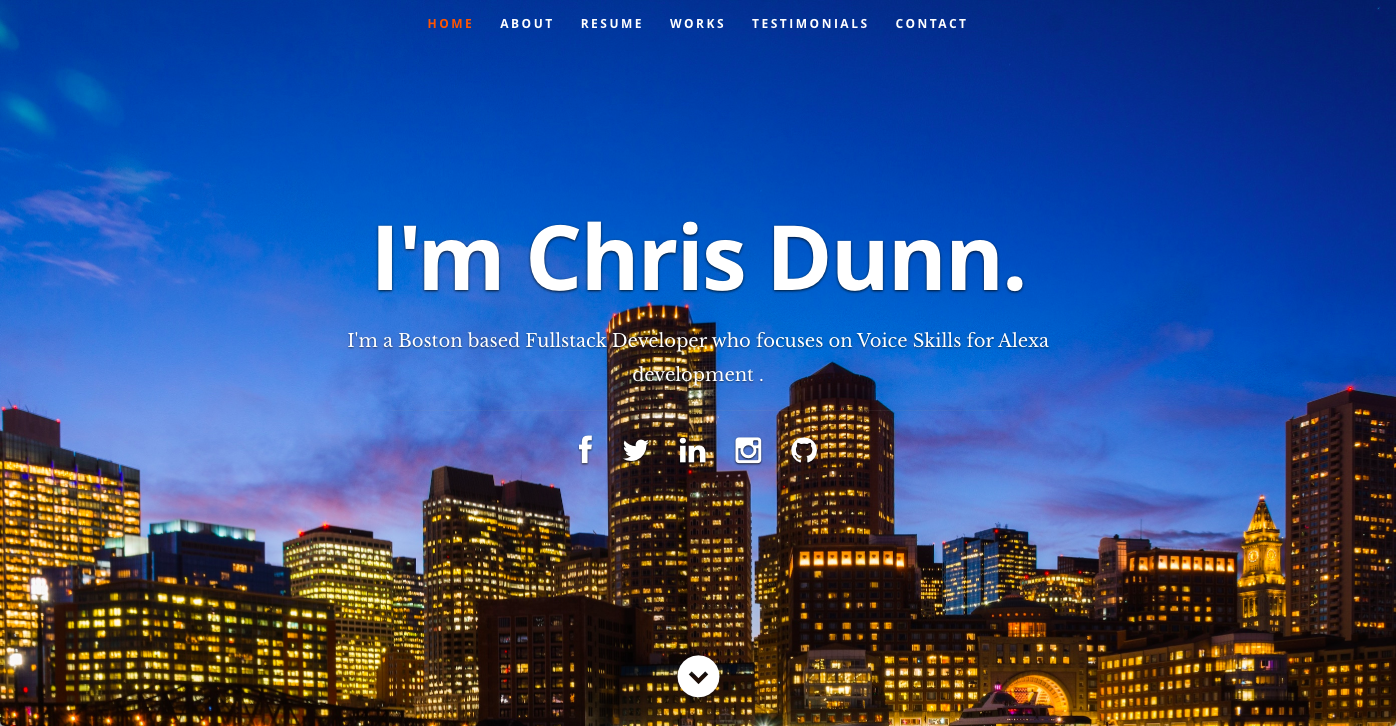 HOME ABOUT RESUME WORKS TESTIMONIALS CONTACT
I'm Chris Dunn.
I'm a Boston based Fullstack Developer who focuses on Voice Skills for Alexa
development .